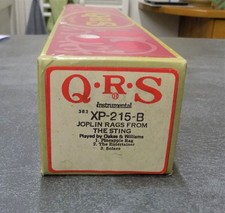 Q·R·S
®
Instrumental
383 XP-215-B
JOPLIN RAGS FROM
THE STING
Played by Oakes & Williams
1. Pineapple Rag
2. The Entertainer
3. Solace